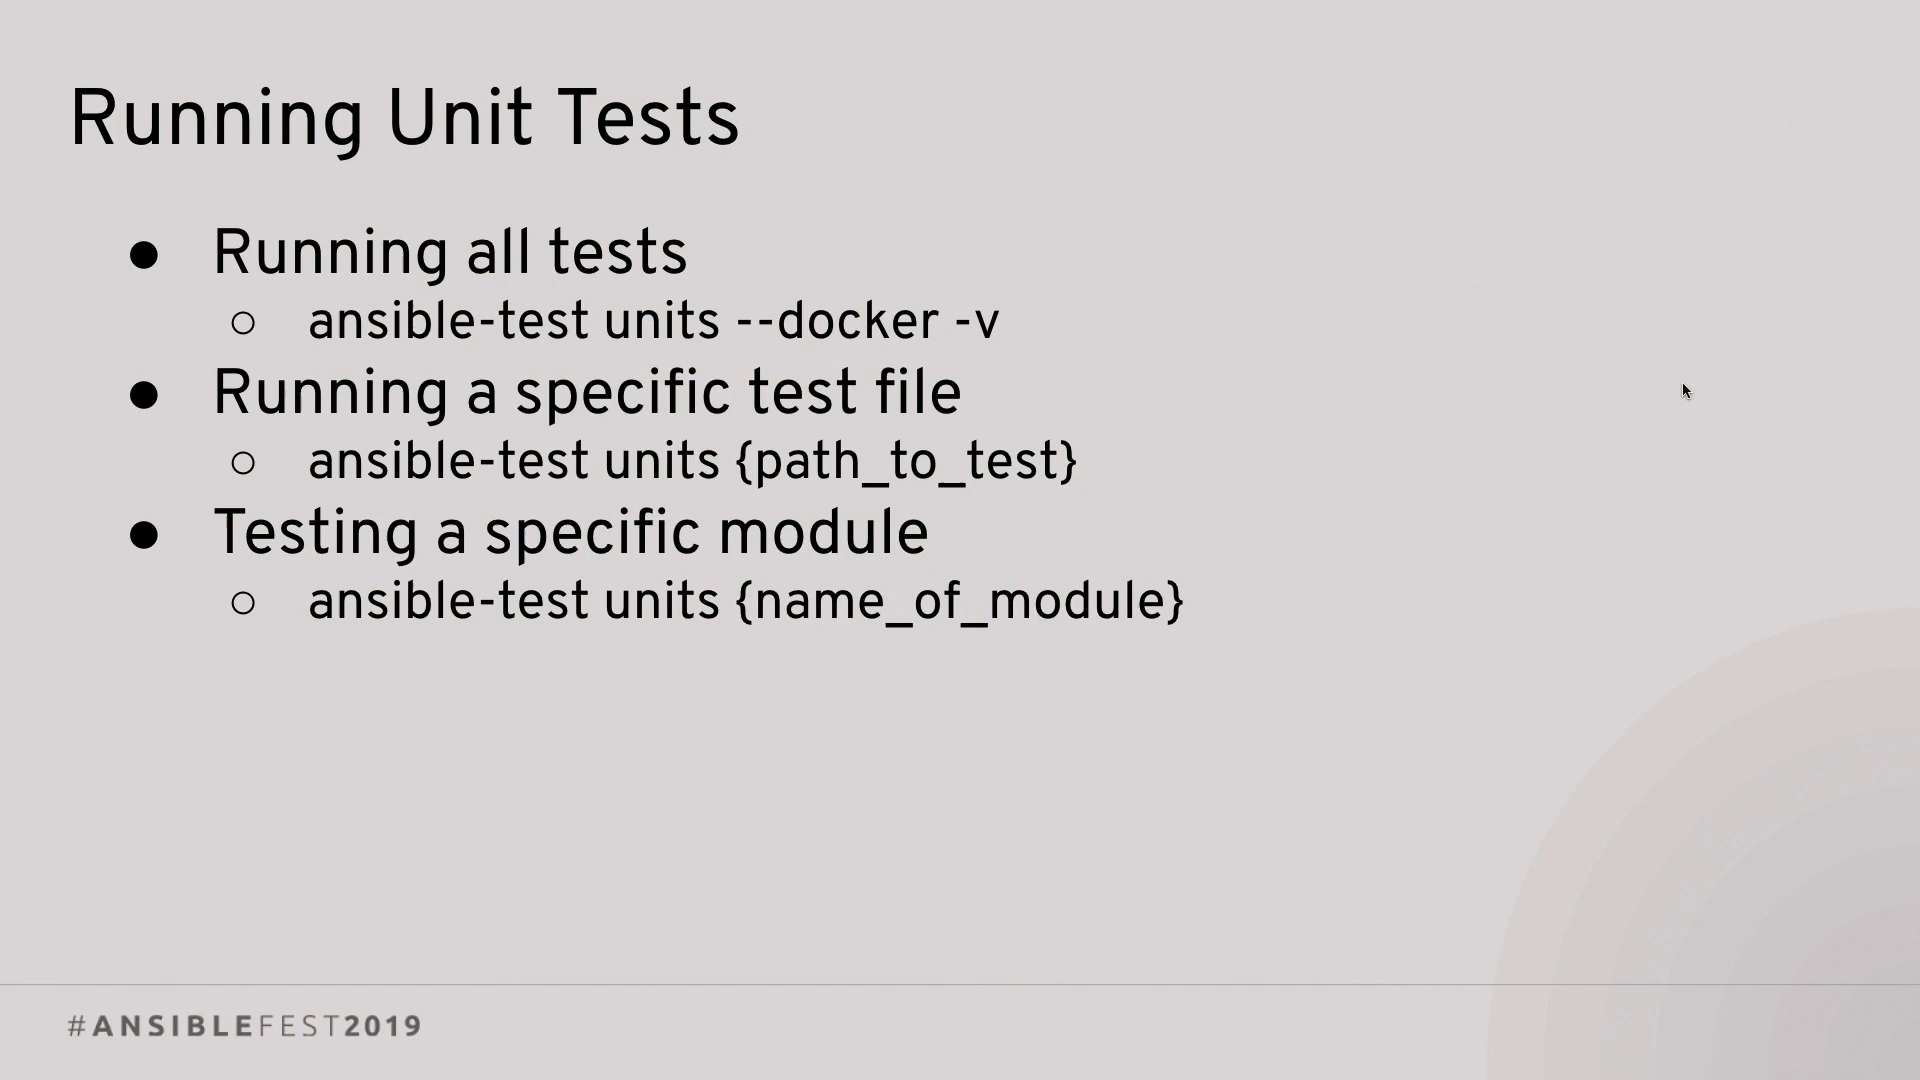 Running Unit Tests
● Running all tests
○ ansible-test units --docker -v
● Running a specific test file
○ ansible-test units {path_to_test}
● Testing a specific module
○ ansible-test units {name_of_module}
#ANSIBLEFEST2019